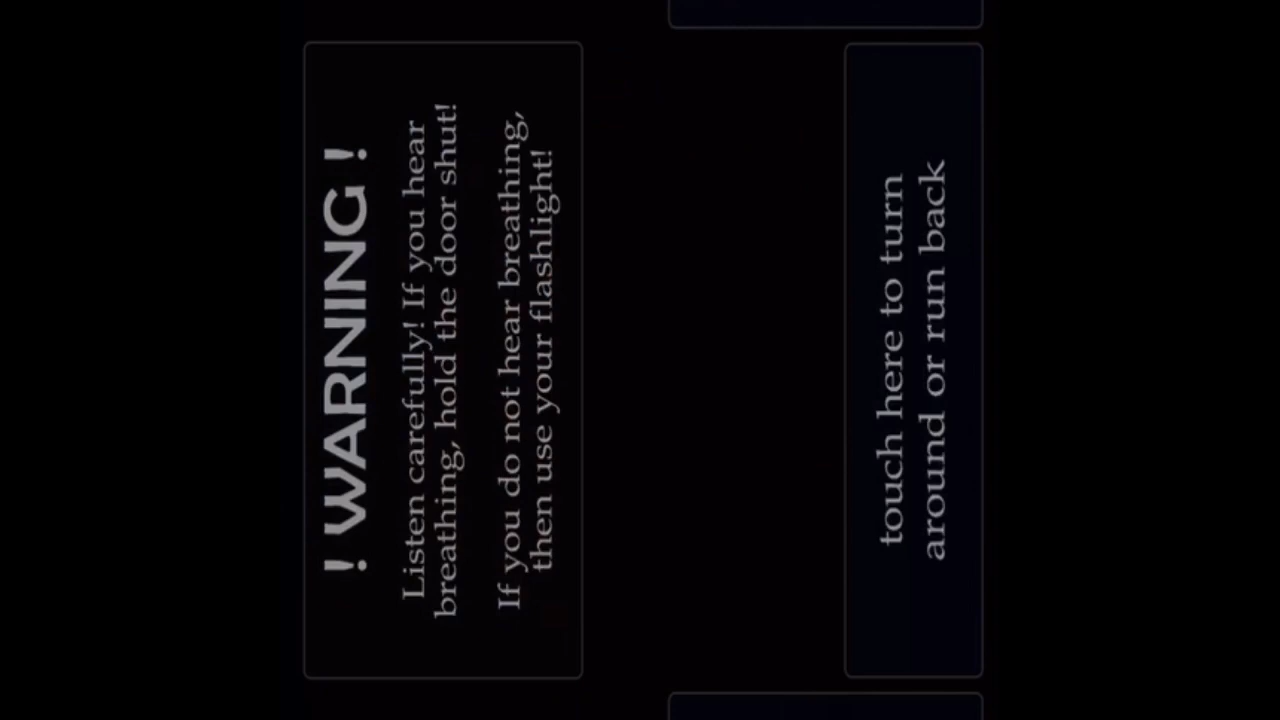 ! WARNING !
Listen carefully! If you hear
breathing, hold the door shut!
If you do not hear breathing,
then use your flashlight!
touch here to turn
around or run back